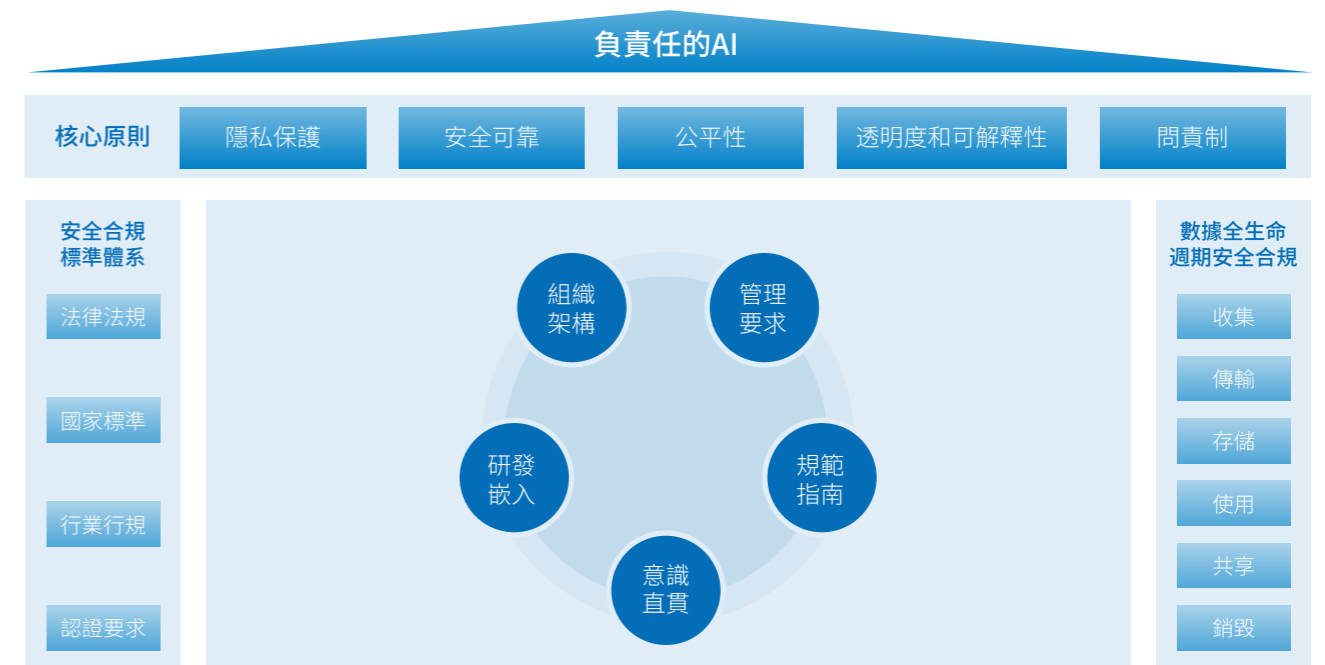 負責任的AI
核心原則
隱私保護
安全可靠
公平性
透明度和可解釋性
問責制
安全合規
標準體系
法律法規
國家標準
行業行規
認證要求
組織
架構
管理
要求
研發
嵌入
規範
指南
意識
直貫
數據全生命
週期安全合規
收集
傳輸
存儲
使用
共享
銷毀